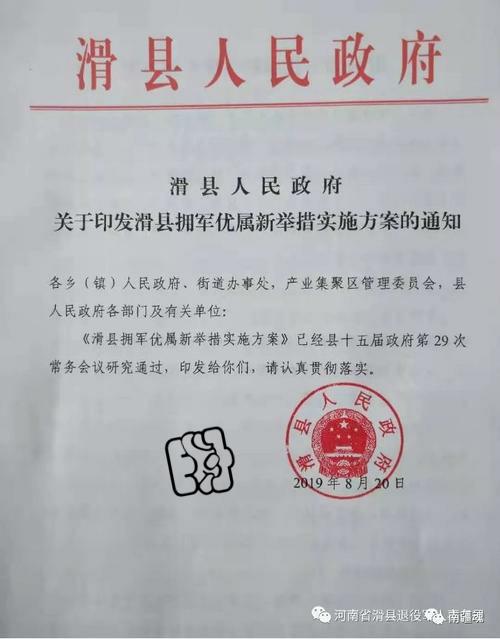 滑县人民政府
滑县人民政府
关于印发滑县拥军优属新举措实施方案的通知
各乡（镇）人民政府、街道办事处，产业集聚区管理委员会，县
人民政府各部门及有关单位：
《滑县拥军优属新举措实施方案》已经县十五届政府第29次
常务会议研究通过，印发给你们，请认真贯彻落实。
滑县人民政府
2019年8月20日
河南省滑县退役军人
南疆魂